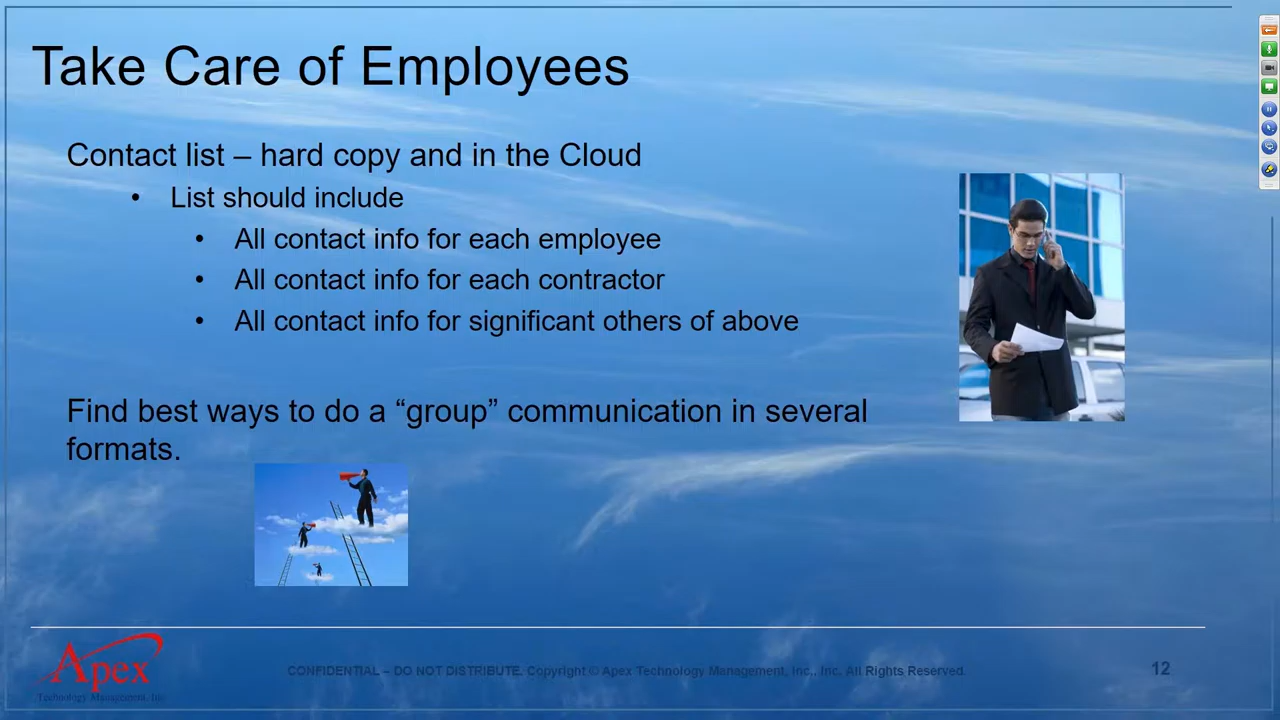 Take Care of Employees
Contact list – hard copy and in the Cloud
• List should include
• All contact info for each employee
• All contact info for each contractor
• All contact info for significant others of above
Find best ways to do a “group” communication in several
formats.
Apex
Technology Management, Inc.
CONFIDENTIAL – DO NOT DISTRIBUTE. Copyright © Apex Technology Management, Inc., Inc. All Rights Reserved.
12